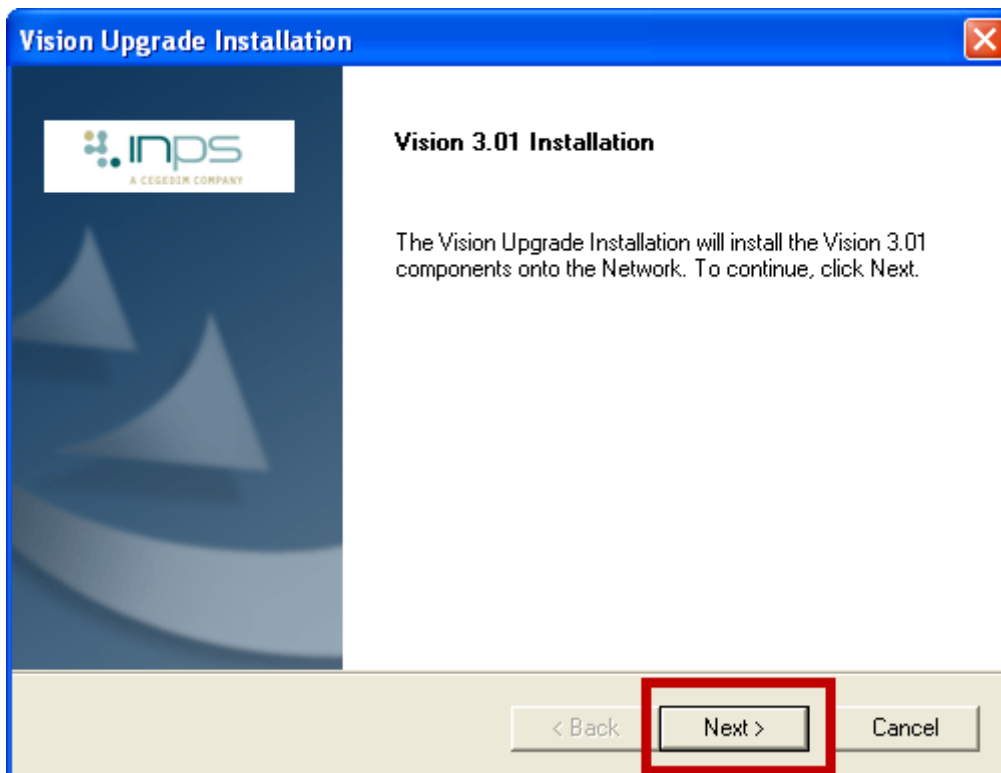 Vision Upgrade Installation
INPS
A CEGEDIM COMPANY
Vision 3.01 Installation
The Vision Upgrade Installation will install the Vision 3.01
components onto the Network. To continue, click Next.
< Back
Next >
Cancel